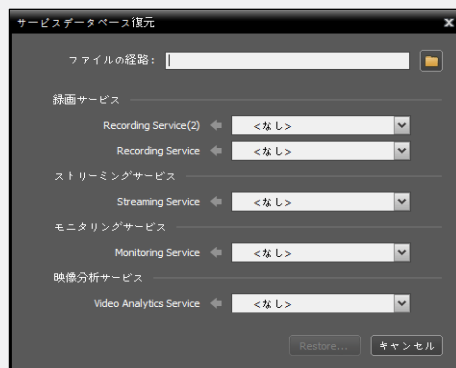 サービスデータベース復元
ファイルの経路:
録画サービス
Recording Service(2) <なし>
Recording Service <なし>
ストリーミングサービス
Streaming Service <なし>
モニタリングサービス
Monitoring Service <なし>
映像分析サービス
Video Analytics Service <なし>
Restore... キャンセル